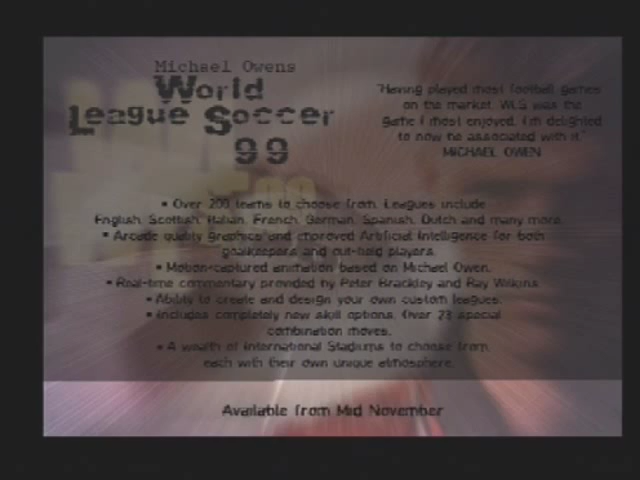 Michael Owens
World
League Soccer
99
"Having played most football games
on the market, WLS was the
game I most enjoyed. I'm delighted
to now be associated with it."
MICHAEL OWEN
• Over 200 teams to choose from. Leagues include
English, Scottish, Italian, French, German, Spanish, Dutch and many more.
• Arcade quality graphics and improved Artificial Intelligence for both
goalkeepers and out-field players.
• Motion-captured animation based on Michael Owen.
• Real-time commentary provided by Peter Brackley and Ray Wilkins
• Ability to create and design your own custom leagues.
• Includes completely new skill options. Over 23 special
combination moves.
• A wealth of International Stadiums to choose from,
each with their own unique atmosphere.
Available from Mid November